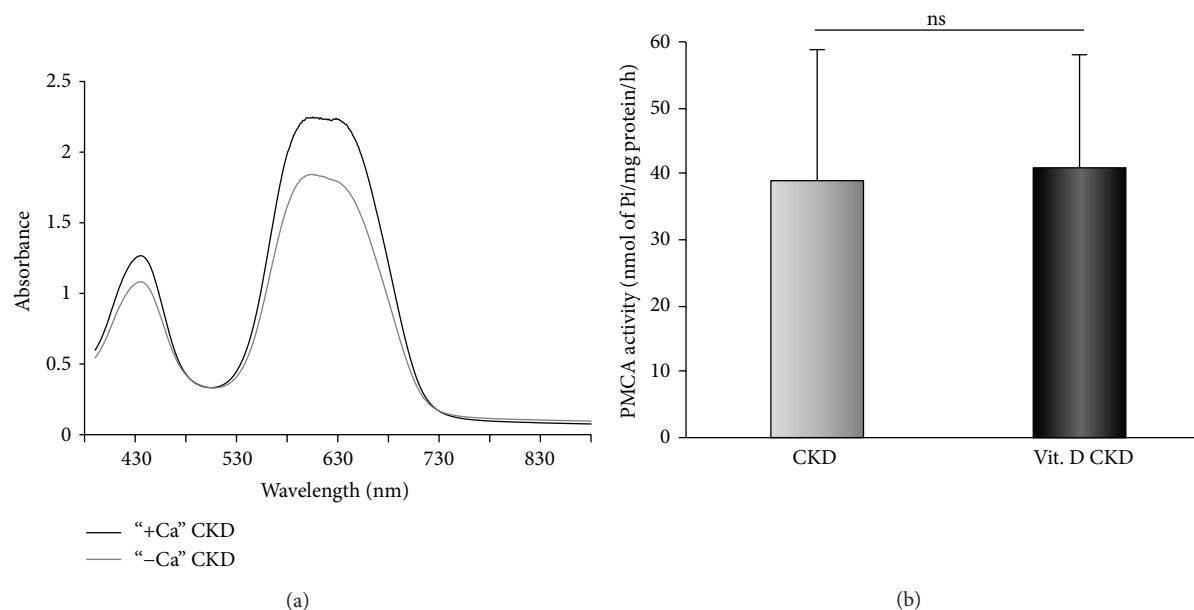 2.5
2
1.5
1
0.5
0
Absorbance
430
530
630
730
830
Wavelength (nm)
“+Ca” CKD
“−Ca” CKD
(a)
ns
60
50
40
30
20
10
0
PMCA activity (nmol of Pi/mg protein/h)
CKD
Vit. D CKD
(b)